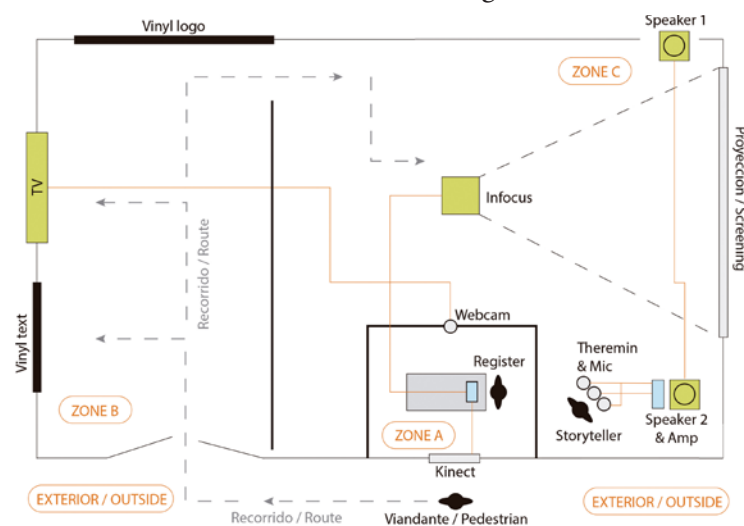 Vinyl logo
Speaker 1
ZONE C
TV
Infocus
Proyeccion / Screening
Recorrido / Route
Vinyl text
Webcam
Register
Theremin
& Mic
ZONE B
ZONE A
Storyteller
Speaker 2
& Amp
Kinect
EXTERIOR / OUTSIDE
Recorrido / Route
Viandante / Pedestrian
EXTERIOR / OUTSIDE